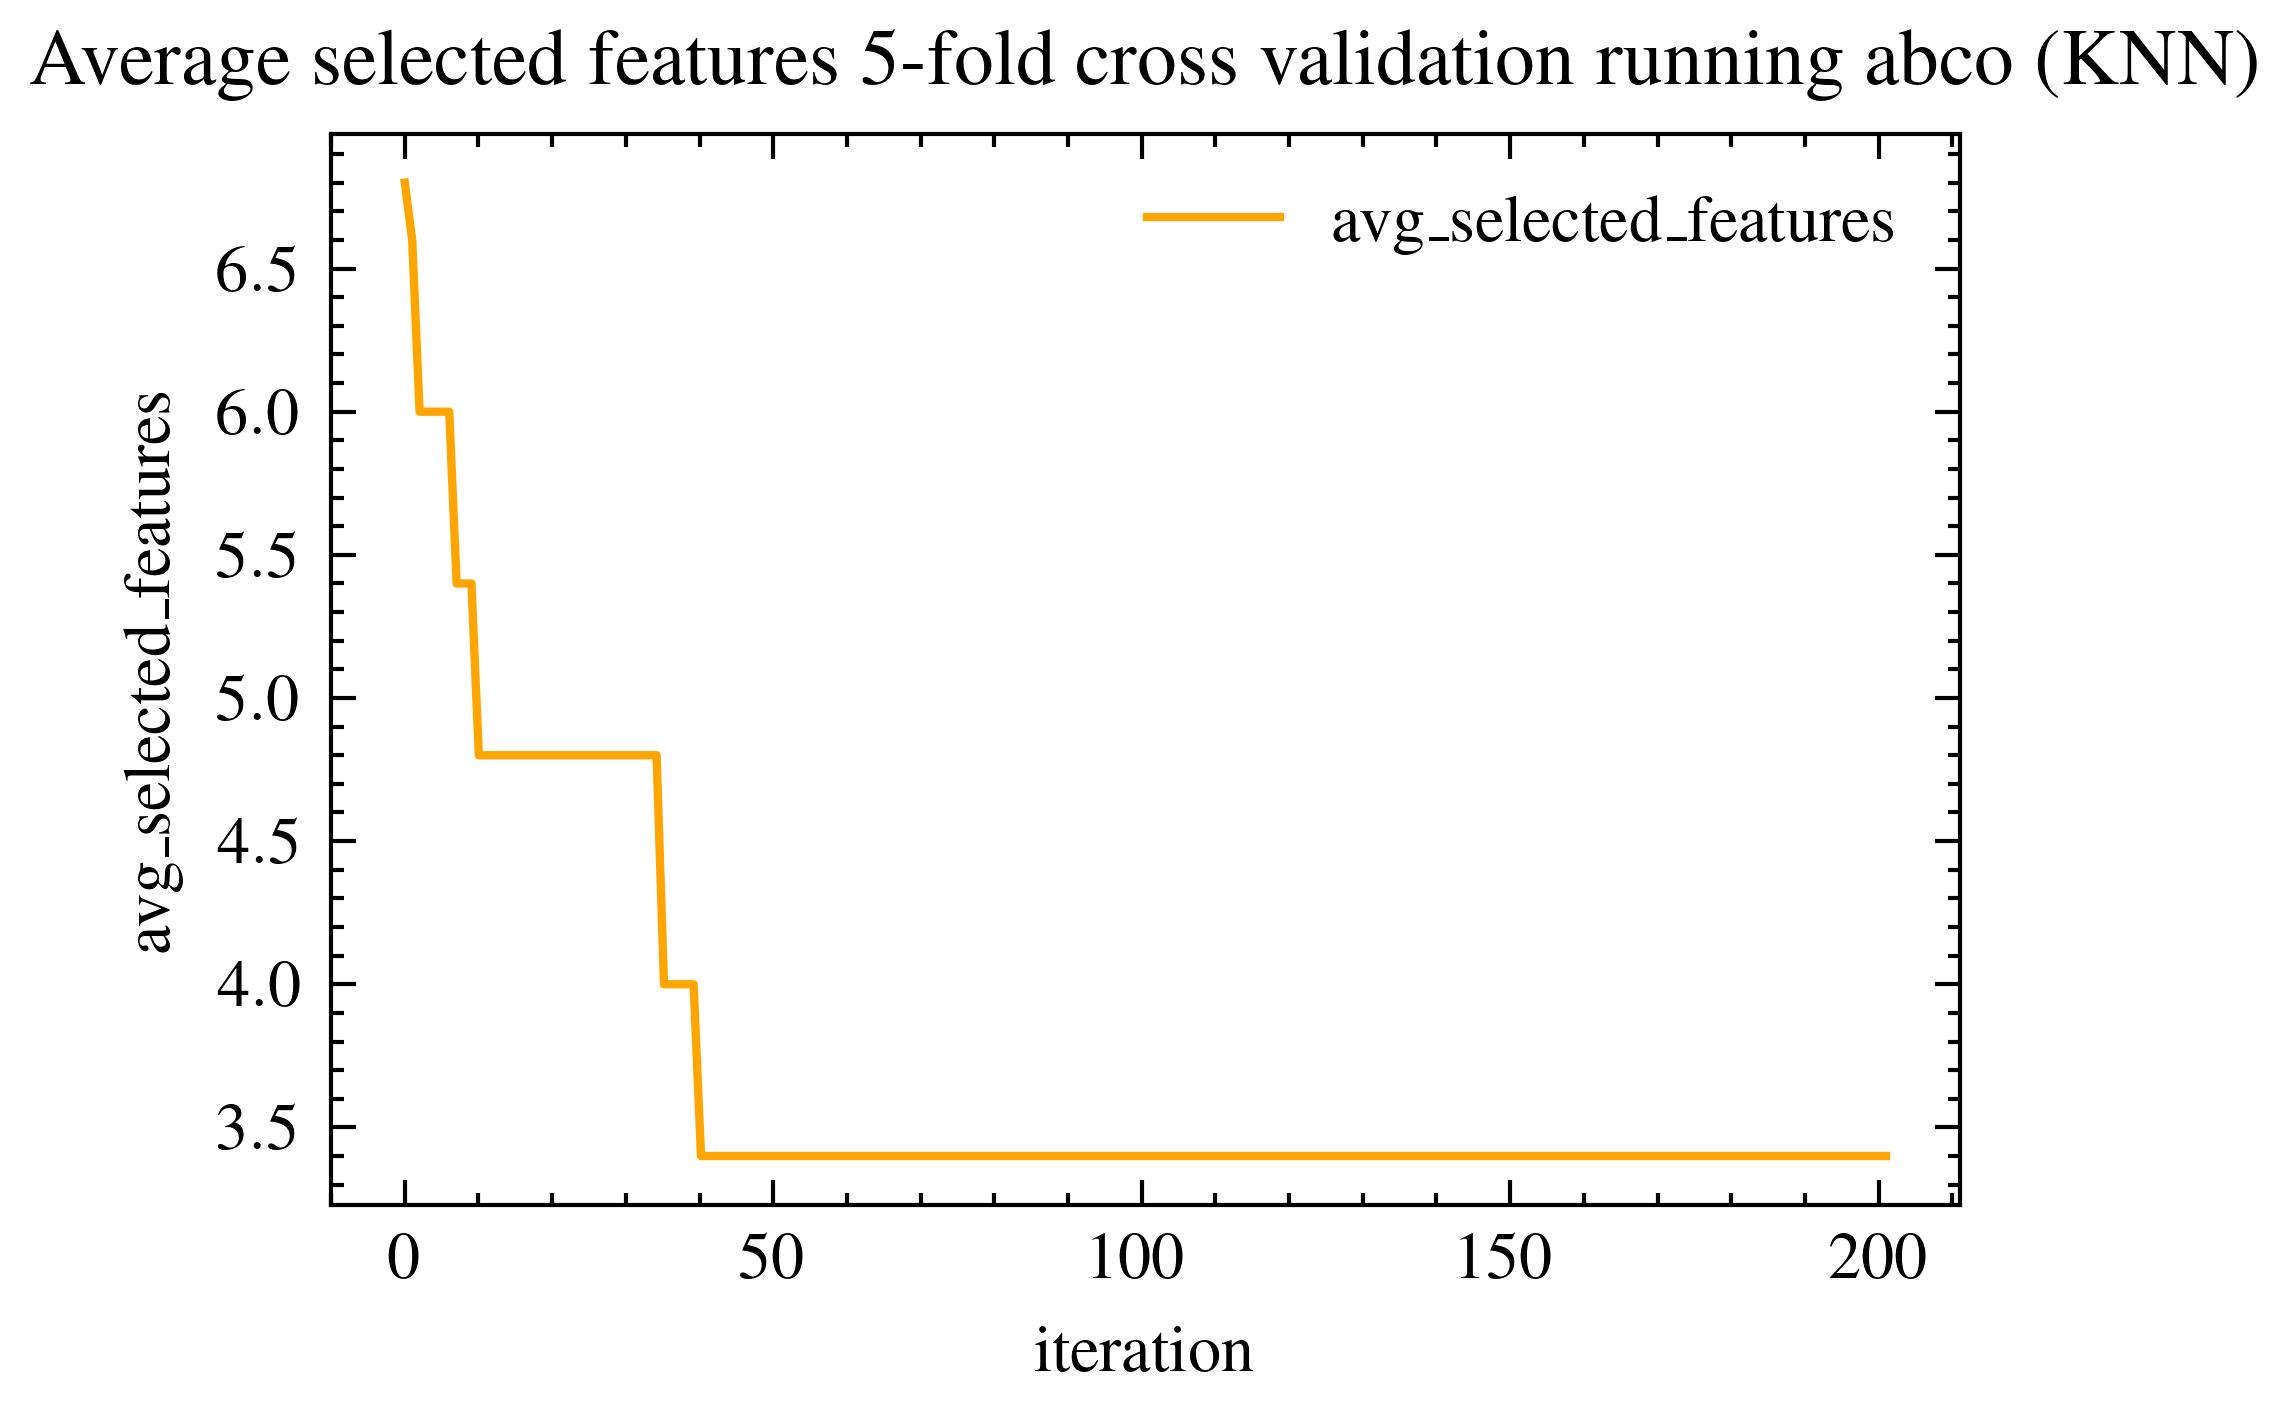 Average selected features 5-fold cross validation running abco (KNN)
avg_selected_features
avg_selected_features
6.5
6.0
5.5
5.0
4.5
4.0
3.5
0 50 100 150 200
iteration